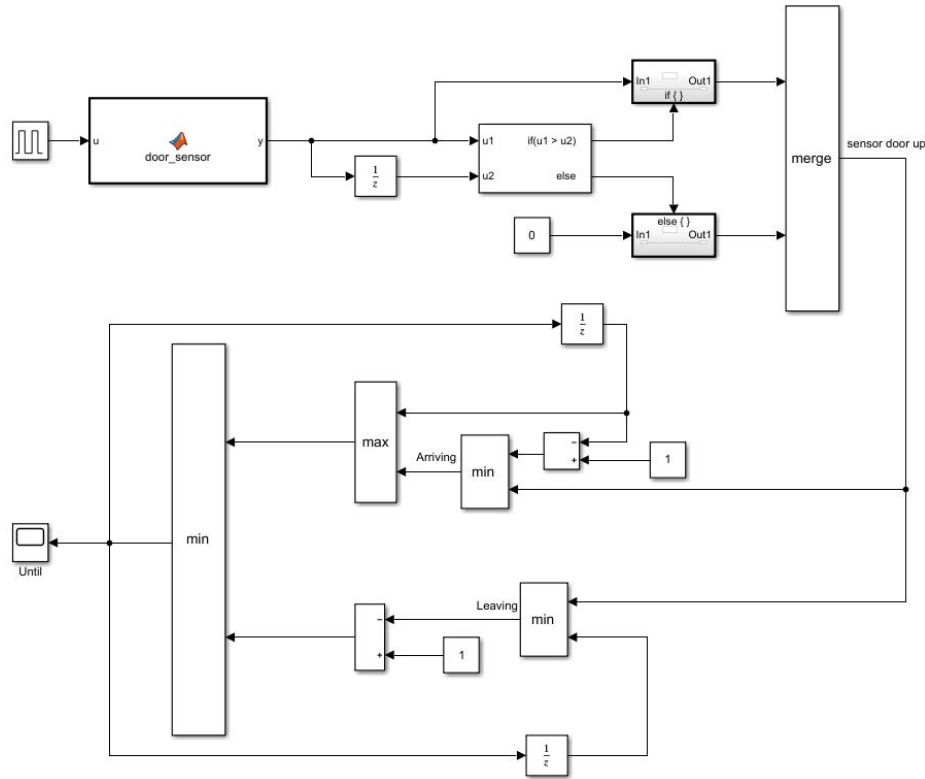 In1
Out1
if { }
u
door_sensor
y
u1
if(u1 > u2)
u2
else
1
z
merge
sensor door up
0
else { }
In1
Out1
1
z
max
Arriving
min
−
+
1
min
Until
Leaving
min
−
+
1
1
z